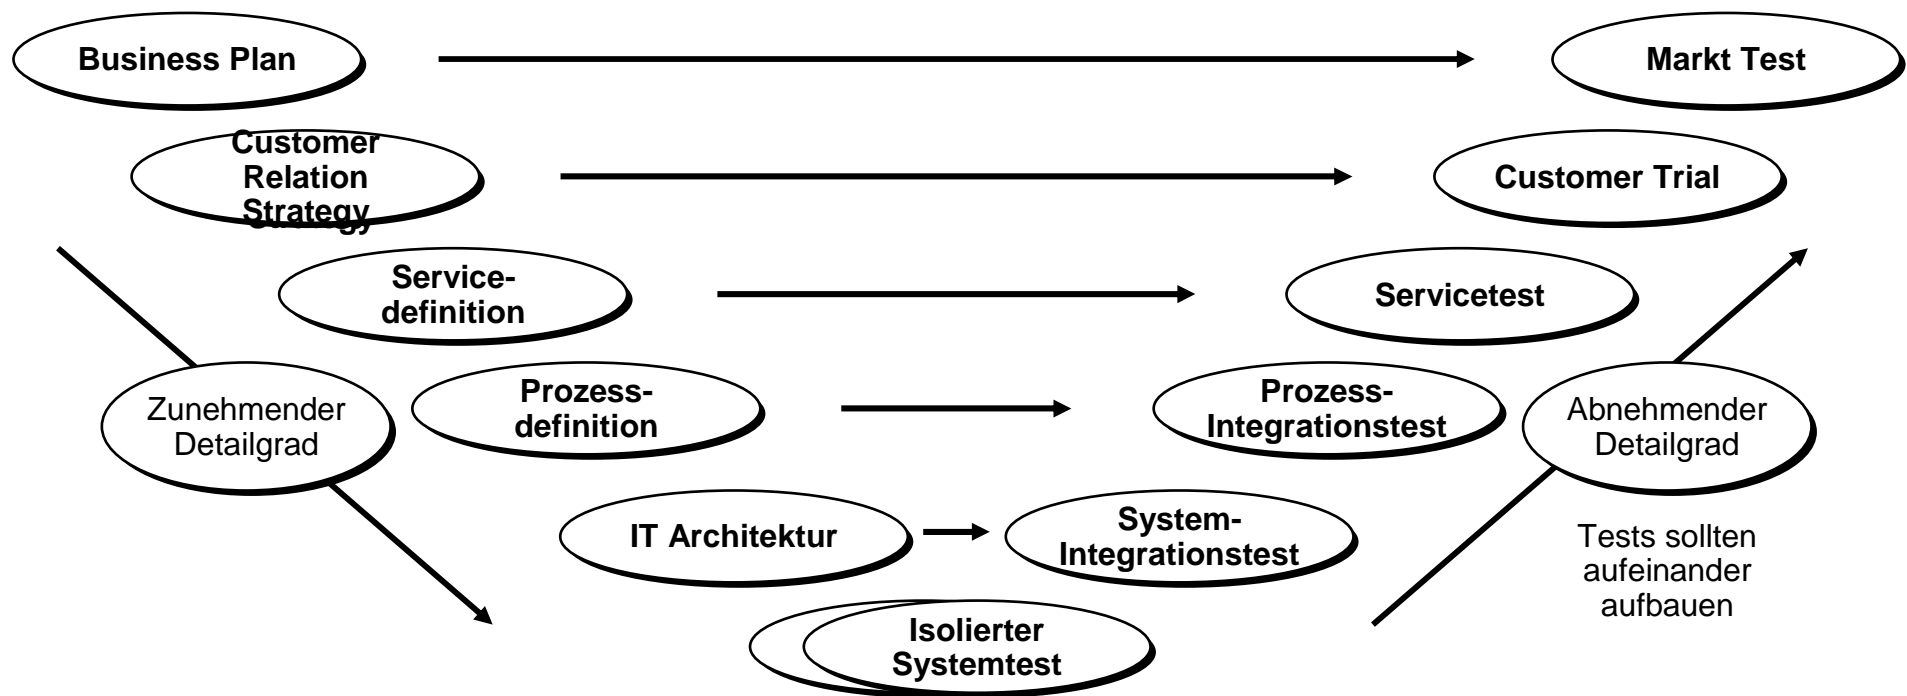 Business Plan
Markt Test
Customer
Relation
Strategy
Customer Trial
Service-
definition
Servicetest
Zunehmender
Detailgrad
Prozess-
definition
Prozess-
Integrationstest
Abnehmender
Detailgrad
IT Architektur
System-
Integrationstest
Tests sollten
aufeinander
aufbauen
Isolierter
Systemtest